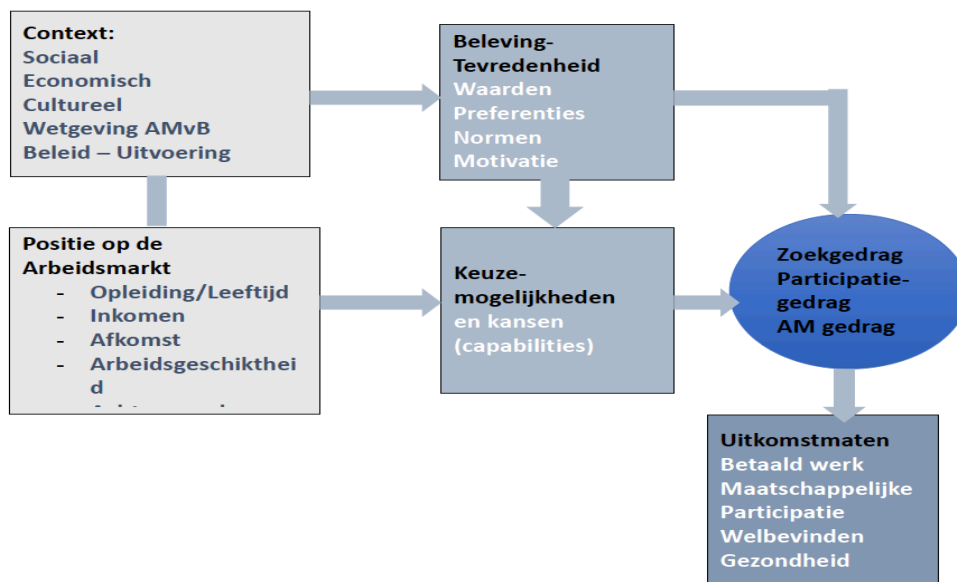 Context:
Sociaal
Economisch
Cultureel
Wetgeving AMvB
Beleid – Uitvoering
Beleving-
Tevredenheid
Waarden
Preferenties
Normen
Motivatie
Positie op de
Arbeidsmarkt
- Opleiding/Leeftijd
- Inkomen
- Afkomst
- Arbeidsgeschikthei
d
Keuze-
mogelijkheden
en kansen
(capabilities)
Zoekgedrag
Participatie-
gedrag
AM gedrag
Uitkomstmaten
Betaald werk
Maatschappelijke
Participatie
Welbevinden
Gezondheid